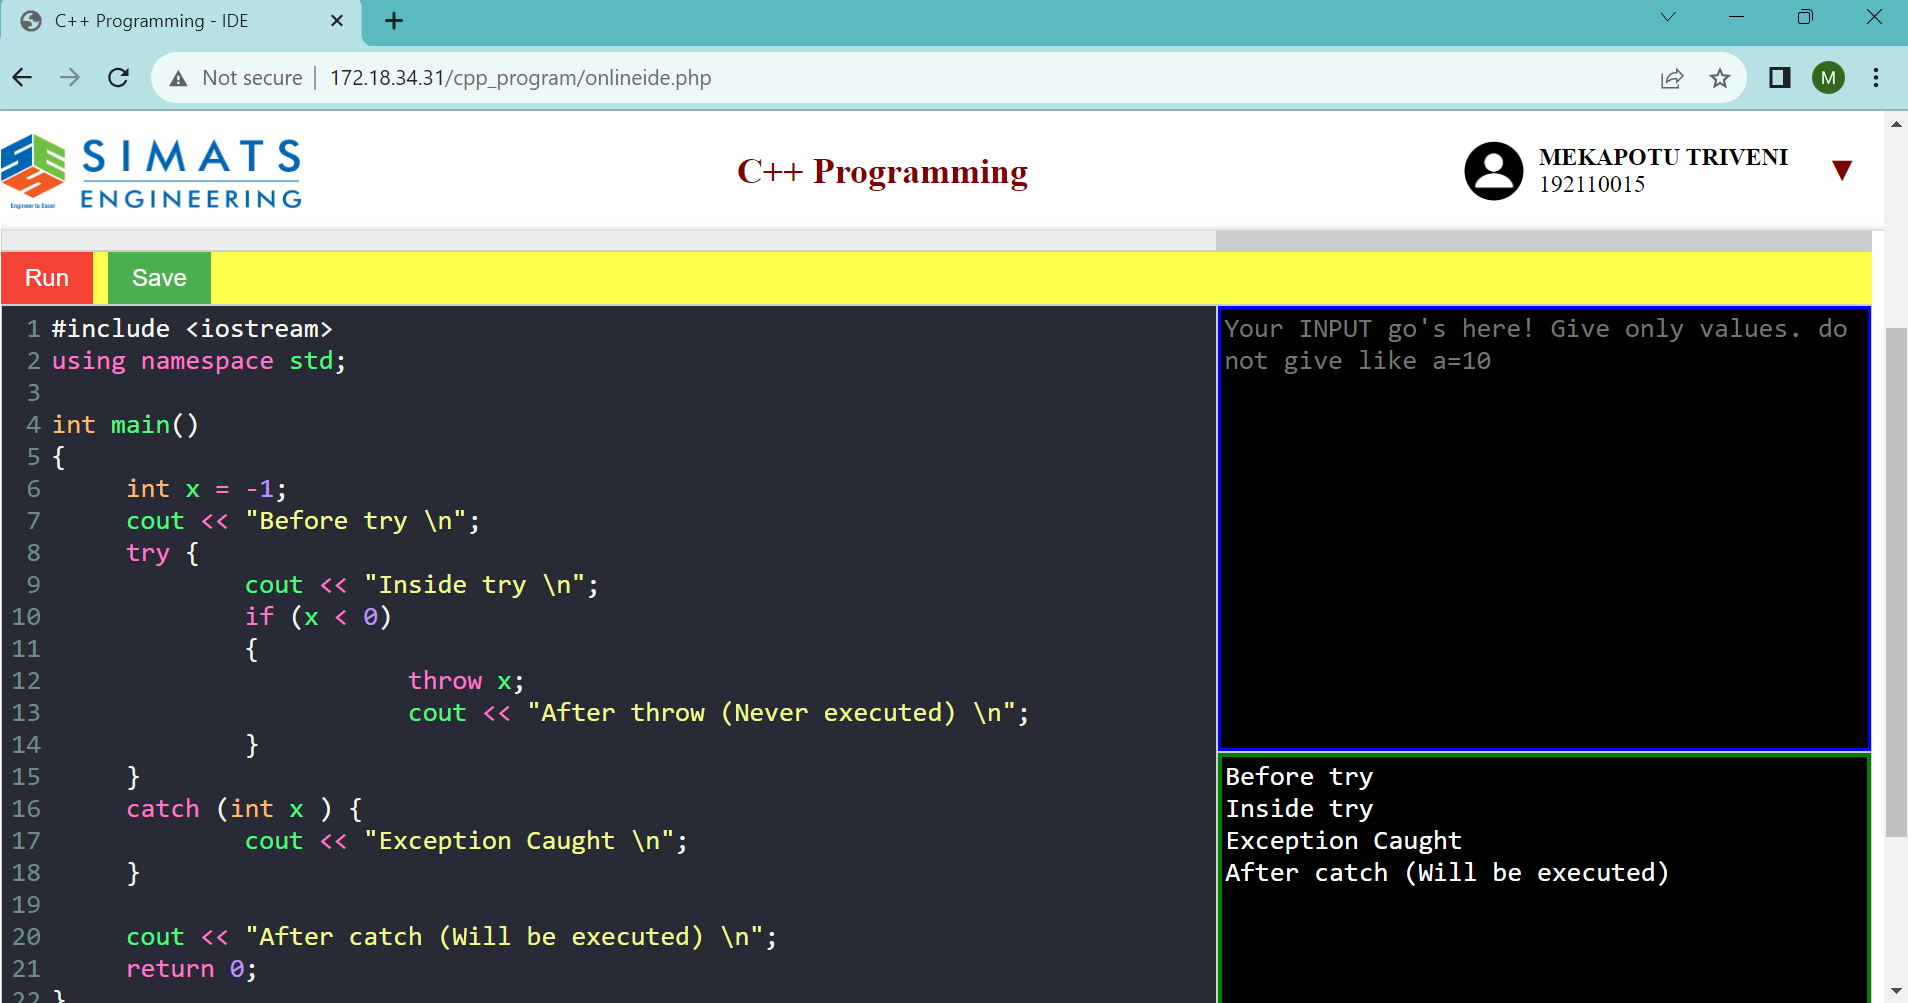 C++ Programming - IDE
Not secure
172.18.34.31/cpp_program/onlineide.php
M
SIMATS
ENGINEERING
Engineer to Excel
C++ Programming
MEKAPOTU TRIVENI
192110015
Run
Save
1 #include <iostream>
2 using namespace std;
3
4 int main()
5 {
6 int x = -1;
7 cout << "Before try \n";
8 try {
9 cout << "Inside try \n";
10 if (x < 0)
11 {
12 throw x;
13 cout << "After throw (Never executed) \n";
14 }
15 }
16 catch (int x ) {
17 cout << "Exception Caught \n";
18 }
19
20 cout << "After catch (Will be executed) \n";
21 return 0;
22 }
Your INPUT go's here! Give only values. do
not give like a=10
Before try
Inside try
Exception Caught
After catch (Will be executed)